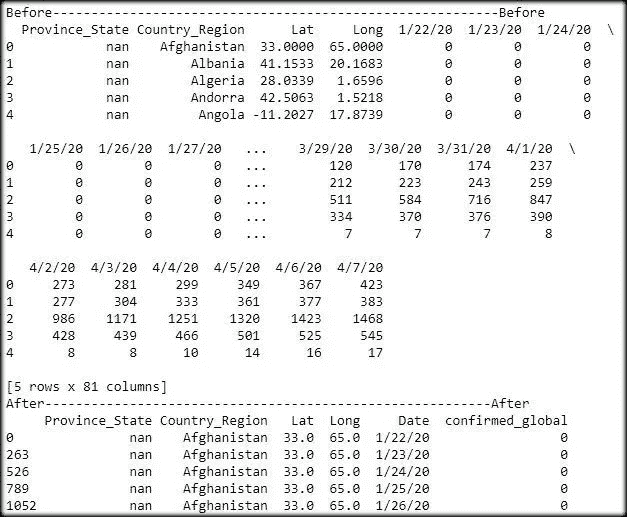 Before-----------------------------------------------------------Before
  Province_State Country_Region      Lat     Long  1/22/20  1/23/20  1/24/20  \
0            nan    Afghanistan  33.0000  65.0000        0        0        0
1            nan        Albania  41.1533  20.1683        0        0        0
2            nan        Algeria  28.0339   1.6596        0        0        0
3            nan        Andorra  42.5063   1.5218        0        0        0
4            nan         Angola -11.2027  17.8739        0        0        0
   1/25/20  1/26/20  1/27/20   ...    3/29/20  3/30/20  3/31/20  4/1/20  \
0        0        0        0   ...        120      170      174     237
1        0        0        0   ...        212      223      243     259
2        0        0        0   ...        511      584      716     847
3        0        0        0   ...        334      370      376     390
4        0        0        0   ...          7        7        7       8
   4/2/20  4/3/20  4/4/20  4/5/20  4/6/20  4/7/20
0     273     281     299     349     367     423
1     277     304     333     361     377     383
2     986    1171    1251    1320    1423    1468
3     428     439     466     501     525     545
4       8       8      10      14      16      17
[5 rows x 81 columns]
After-----------------------------------------------------------After
     Province_State Country_Region   Lat  Long     Date  confirmed_global
0               nan    Afghanistan  33.0  65.0  1/22/20                 0
263             nan    Afghanistan  33.0  65.0  1/23/20                 0
526             nan    Afghanistan  33.0  65.0  1/24/20                 0
789             nan    Afghanistan  33.0  65.0  1/25/20                 0
1052            nan    Afghanistan  33.0  65.0  1/26/20                 0